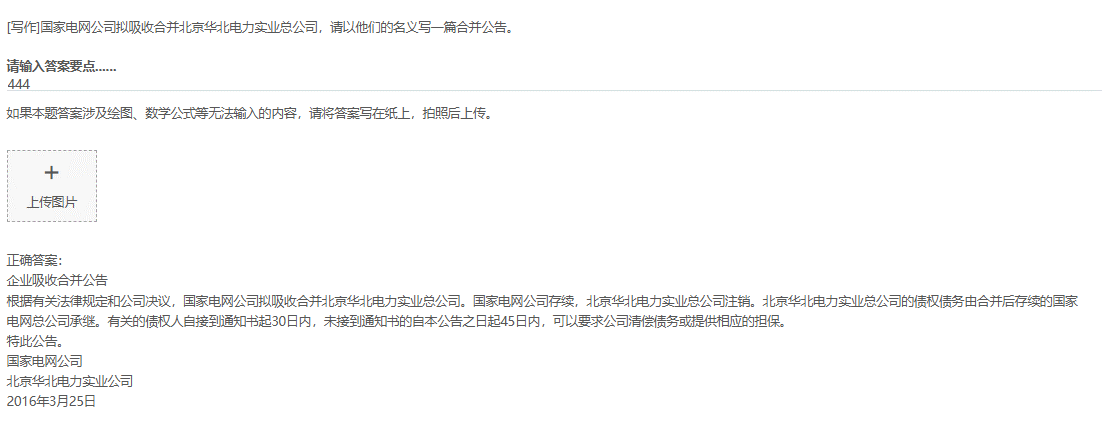 [写作]国家电网公司拟吸收合并北京华北电力实业总公司，请以他们的名义写一篇合并公告。
请输入答案要点......
444
如果本题答案涉及绘图、数学公式等无法输入的内容，请将答案写在纸上，拍照后上传。
+
上传图片
正确答案：
企业吸收合并公告
根据有关法律规定和公司决议，国家电网公司拟吸收合并北京华北电力实业总公司。国家电网公司存续，北京华北电力实业总公司注销。北京华北电力实业总公司的债权债务由合并后存续的国家
电网总公司承继。有关的债权人自接到通知书起30日内，未接到通知书的自本公告之日起45日内，可以要求公司清偿债务或提供相应的担保。
特此公告。
国家电网公司
北京华北电力实业公司
2016年3月25日